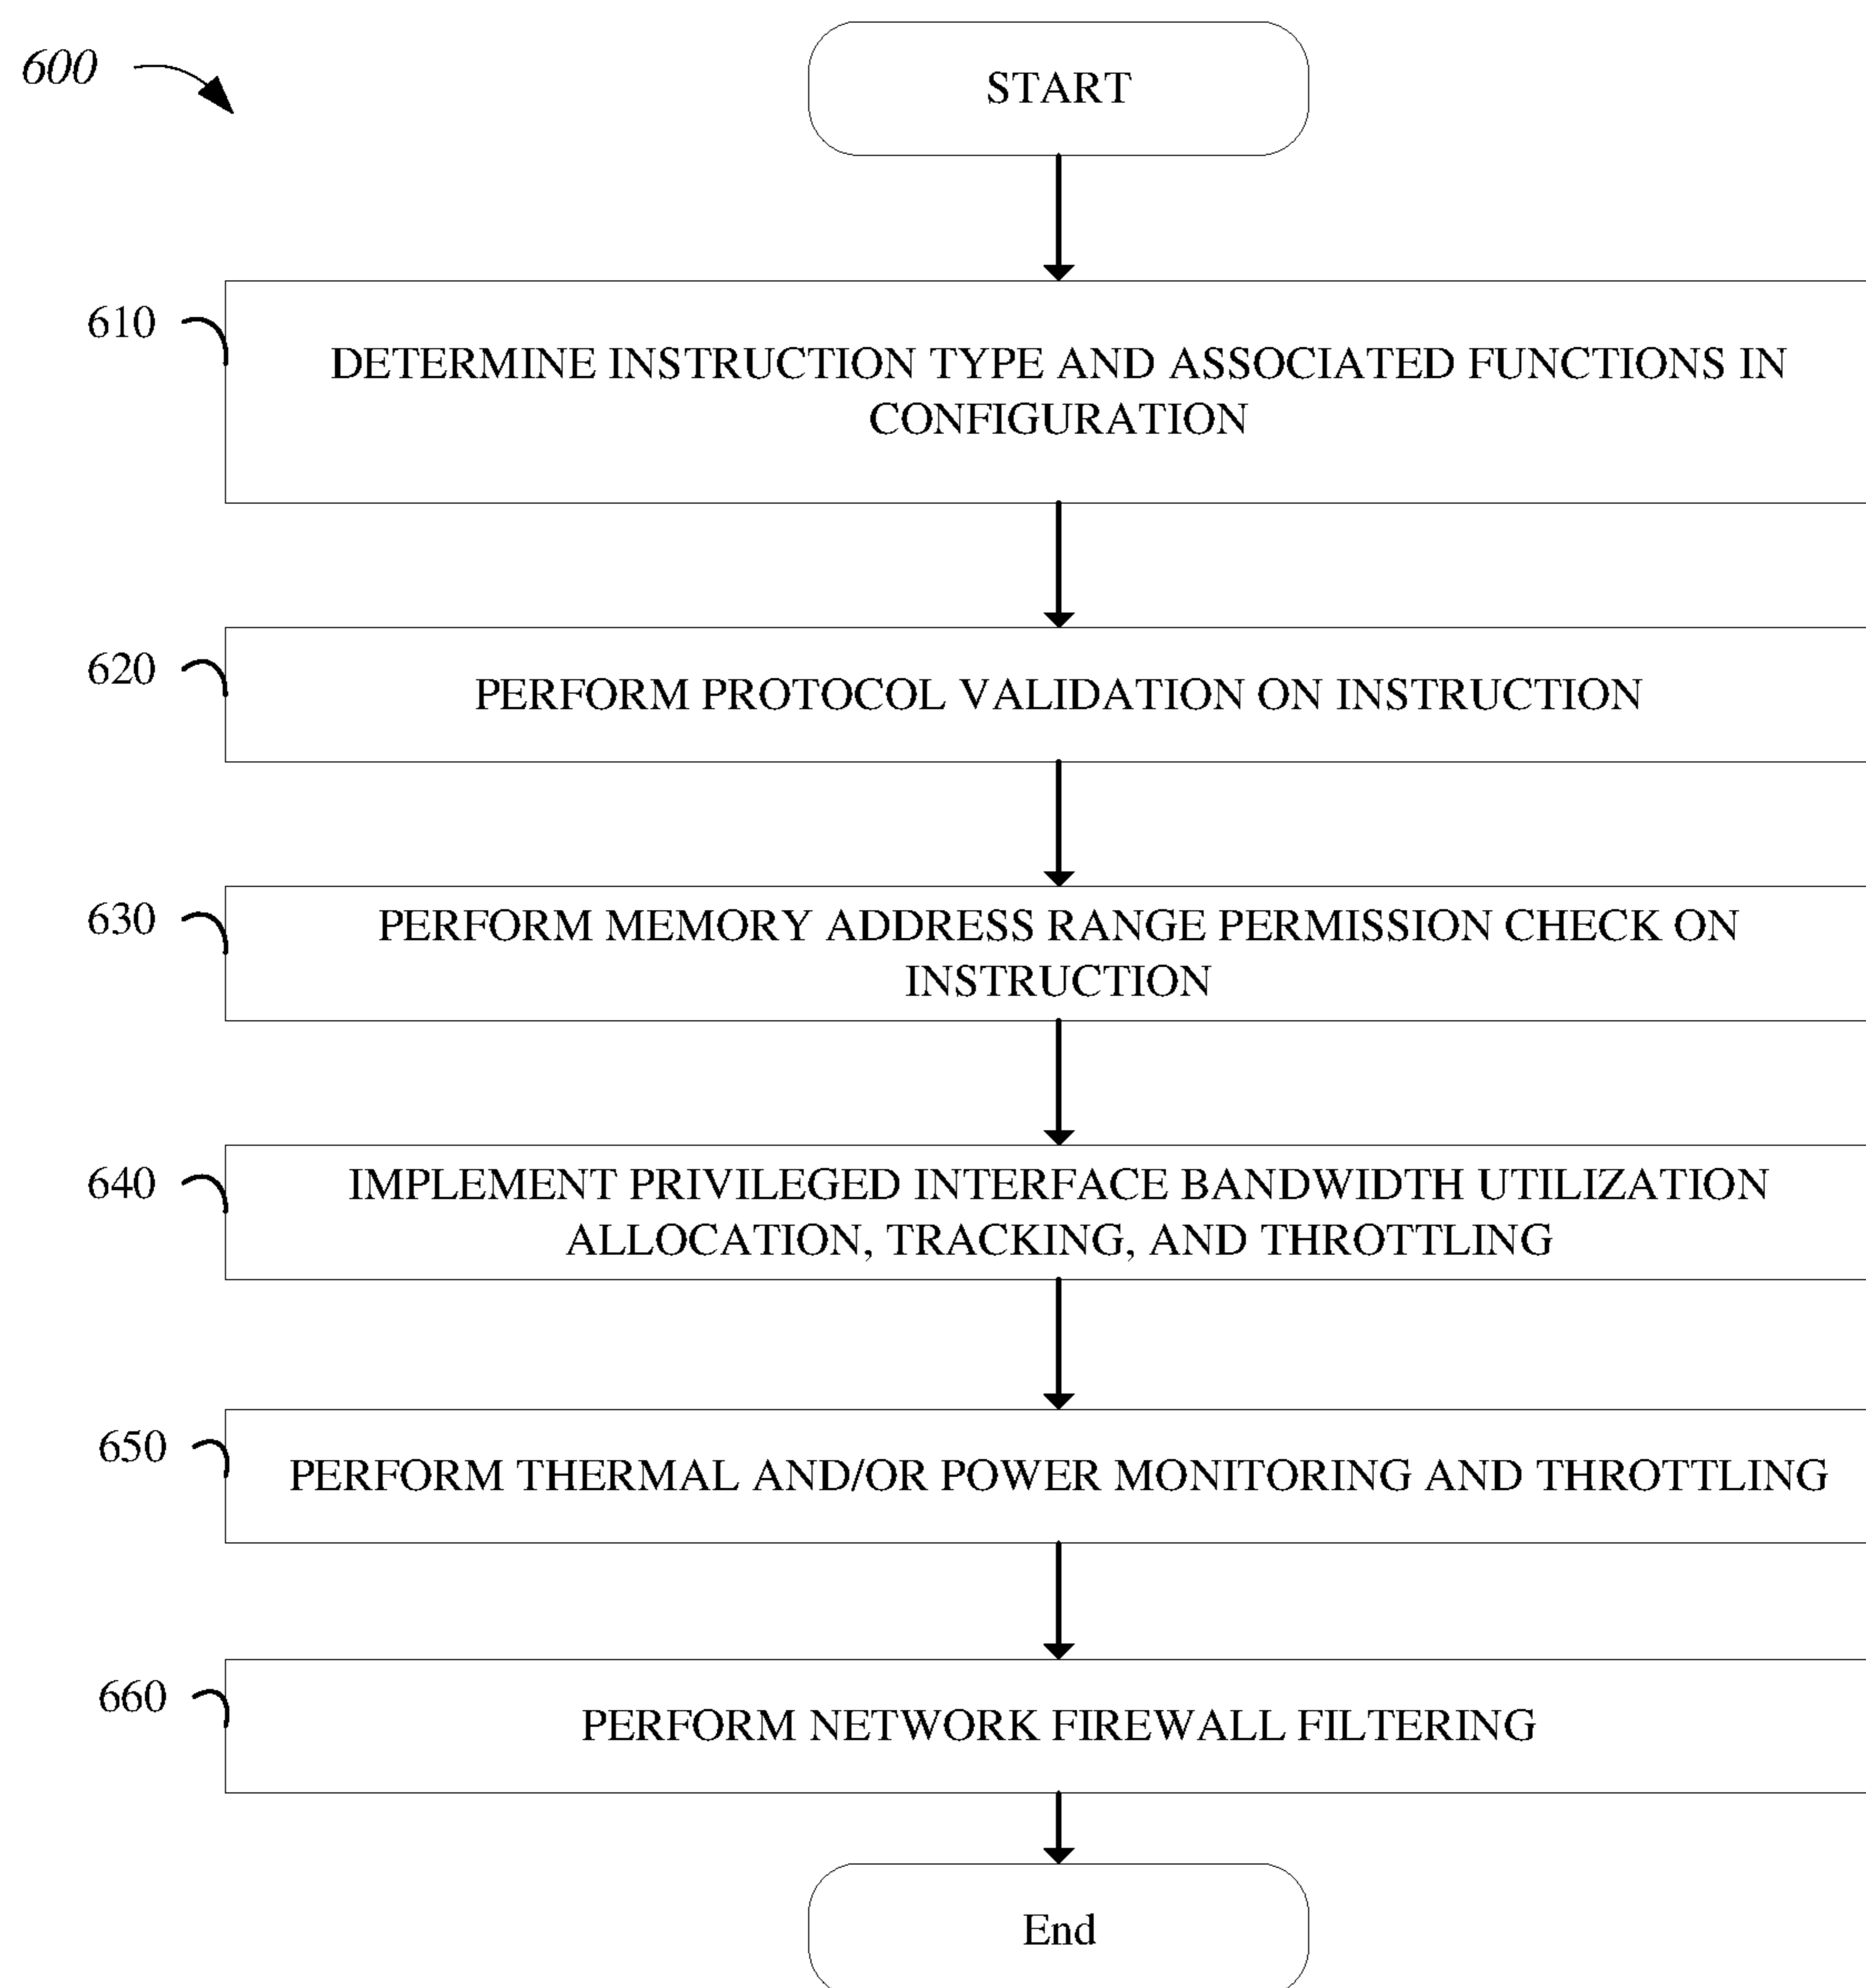 600
START
610
DETERMINE INSTRUCTION TYPE AND ASSOCIATED FUNCTIONS IN
CONFIGURATION
620
PERFORM PROTOCOL VALIDATION ON INSTRUCTION
630
PERFORM MEMORY ADDRESS RANGE PERMISSION CHECK ON
INSTRUCTION
640
IMPLEMENT PRIVILEGED INTERFACE BANDWIDTH UTILIZATION
ALLOCATION, TRACKING, AND THROTTLING
650
PERFORM THERMAL AND/OR POWER MONITORING AND THROTTLING
660
PERFORM NETWORK FIREWALL FILTERING
End